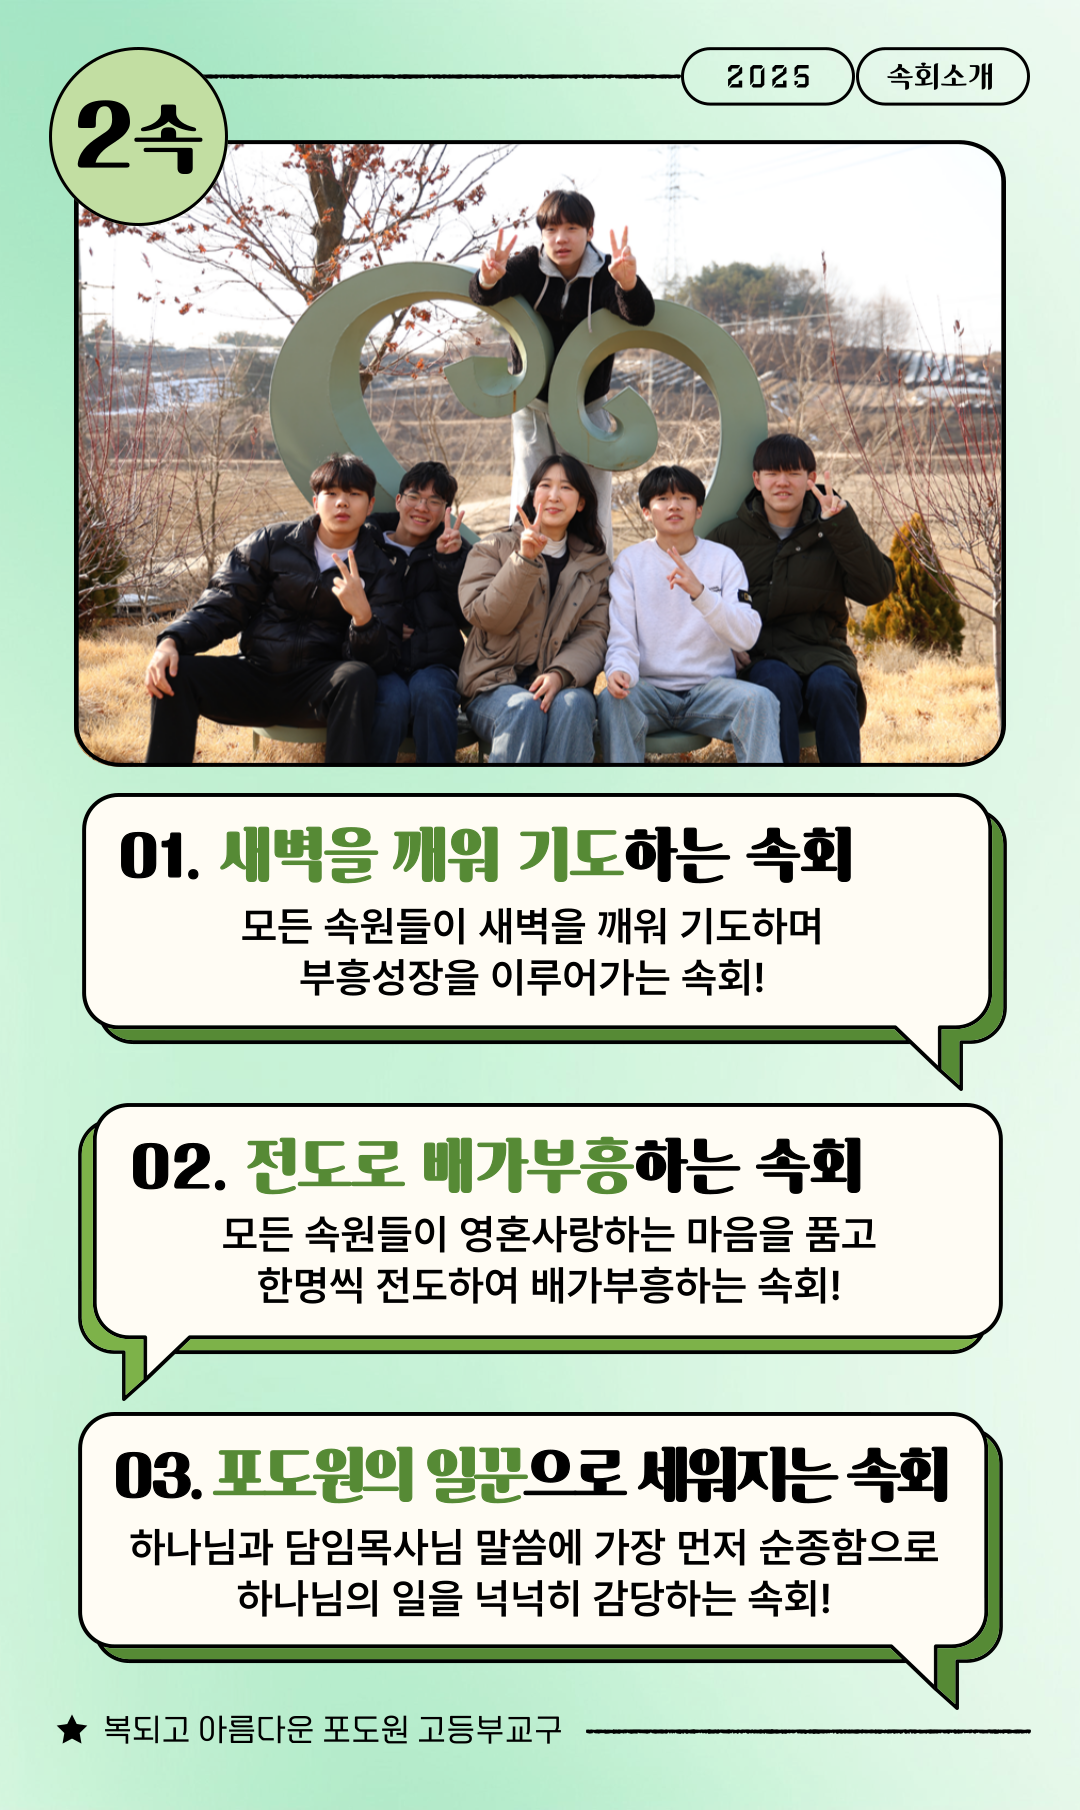 2속
2025
속회소개
01. 새벽을 깨워 기도하는 속회
모든 속원들이 새벽을 깨워 기도하며
부흥성장을 이루어가는 속회!
02. 전도로 배가부흥하는 속회
모든 속원들이 영혼사랑하는 마음을 품고
한명씩 전도하여 배가부흥하는 속회!
03. 포도원의 일꾼으로 세워지는 속회
하나님과 담임목사님 말씀에 가장 먼저 순종함으로
하나님의 일을 넉넉히 감당하는 속회!
★ 복되고 아름다운 포도원 고등부교구